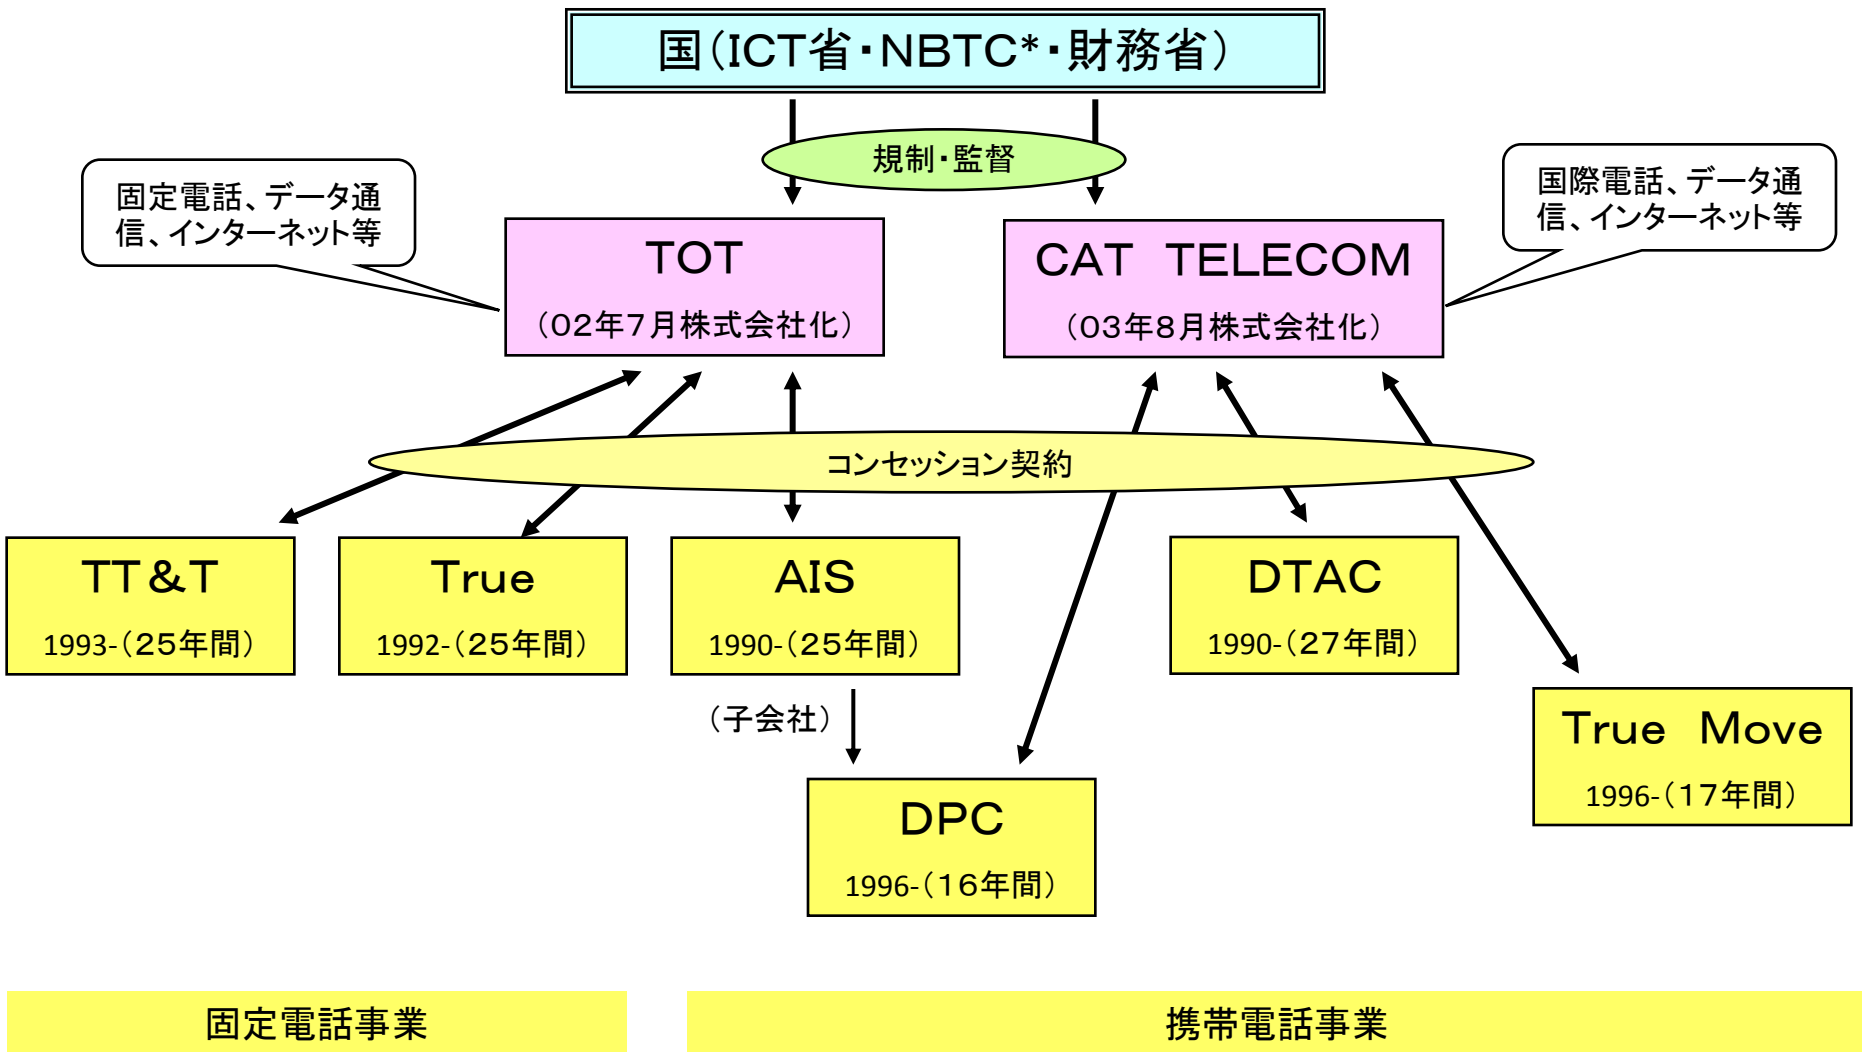 国（ICT省・NBTC*・財務省）
規制・監督
固定電話、データ通
信、インターネット等
国際電話、データ通
信、インターネット等
TOT
（02年7月株式会社化）
CAT　TELECOM
（03年8月株式会社化）
コンセッション契約
TT＆T
1993-（25年間）
True
1992-（25年間）
AIS
1990-（25年間）
DTAC
1990-（27年間）
（子会社）
True　Move
1996-（17年間）
DPC
1996-（16年間）
固定電話事業
携帯電話事業